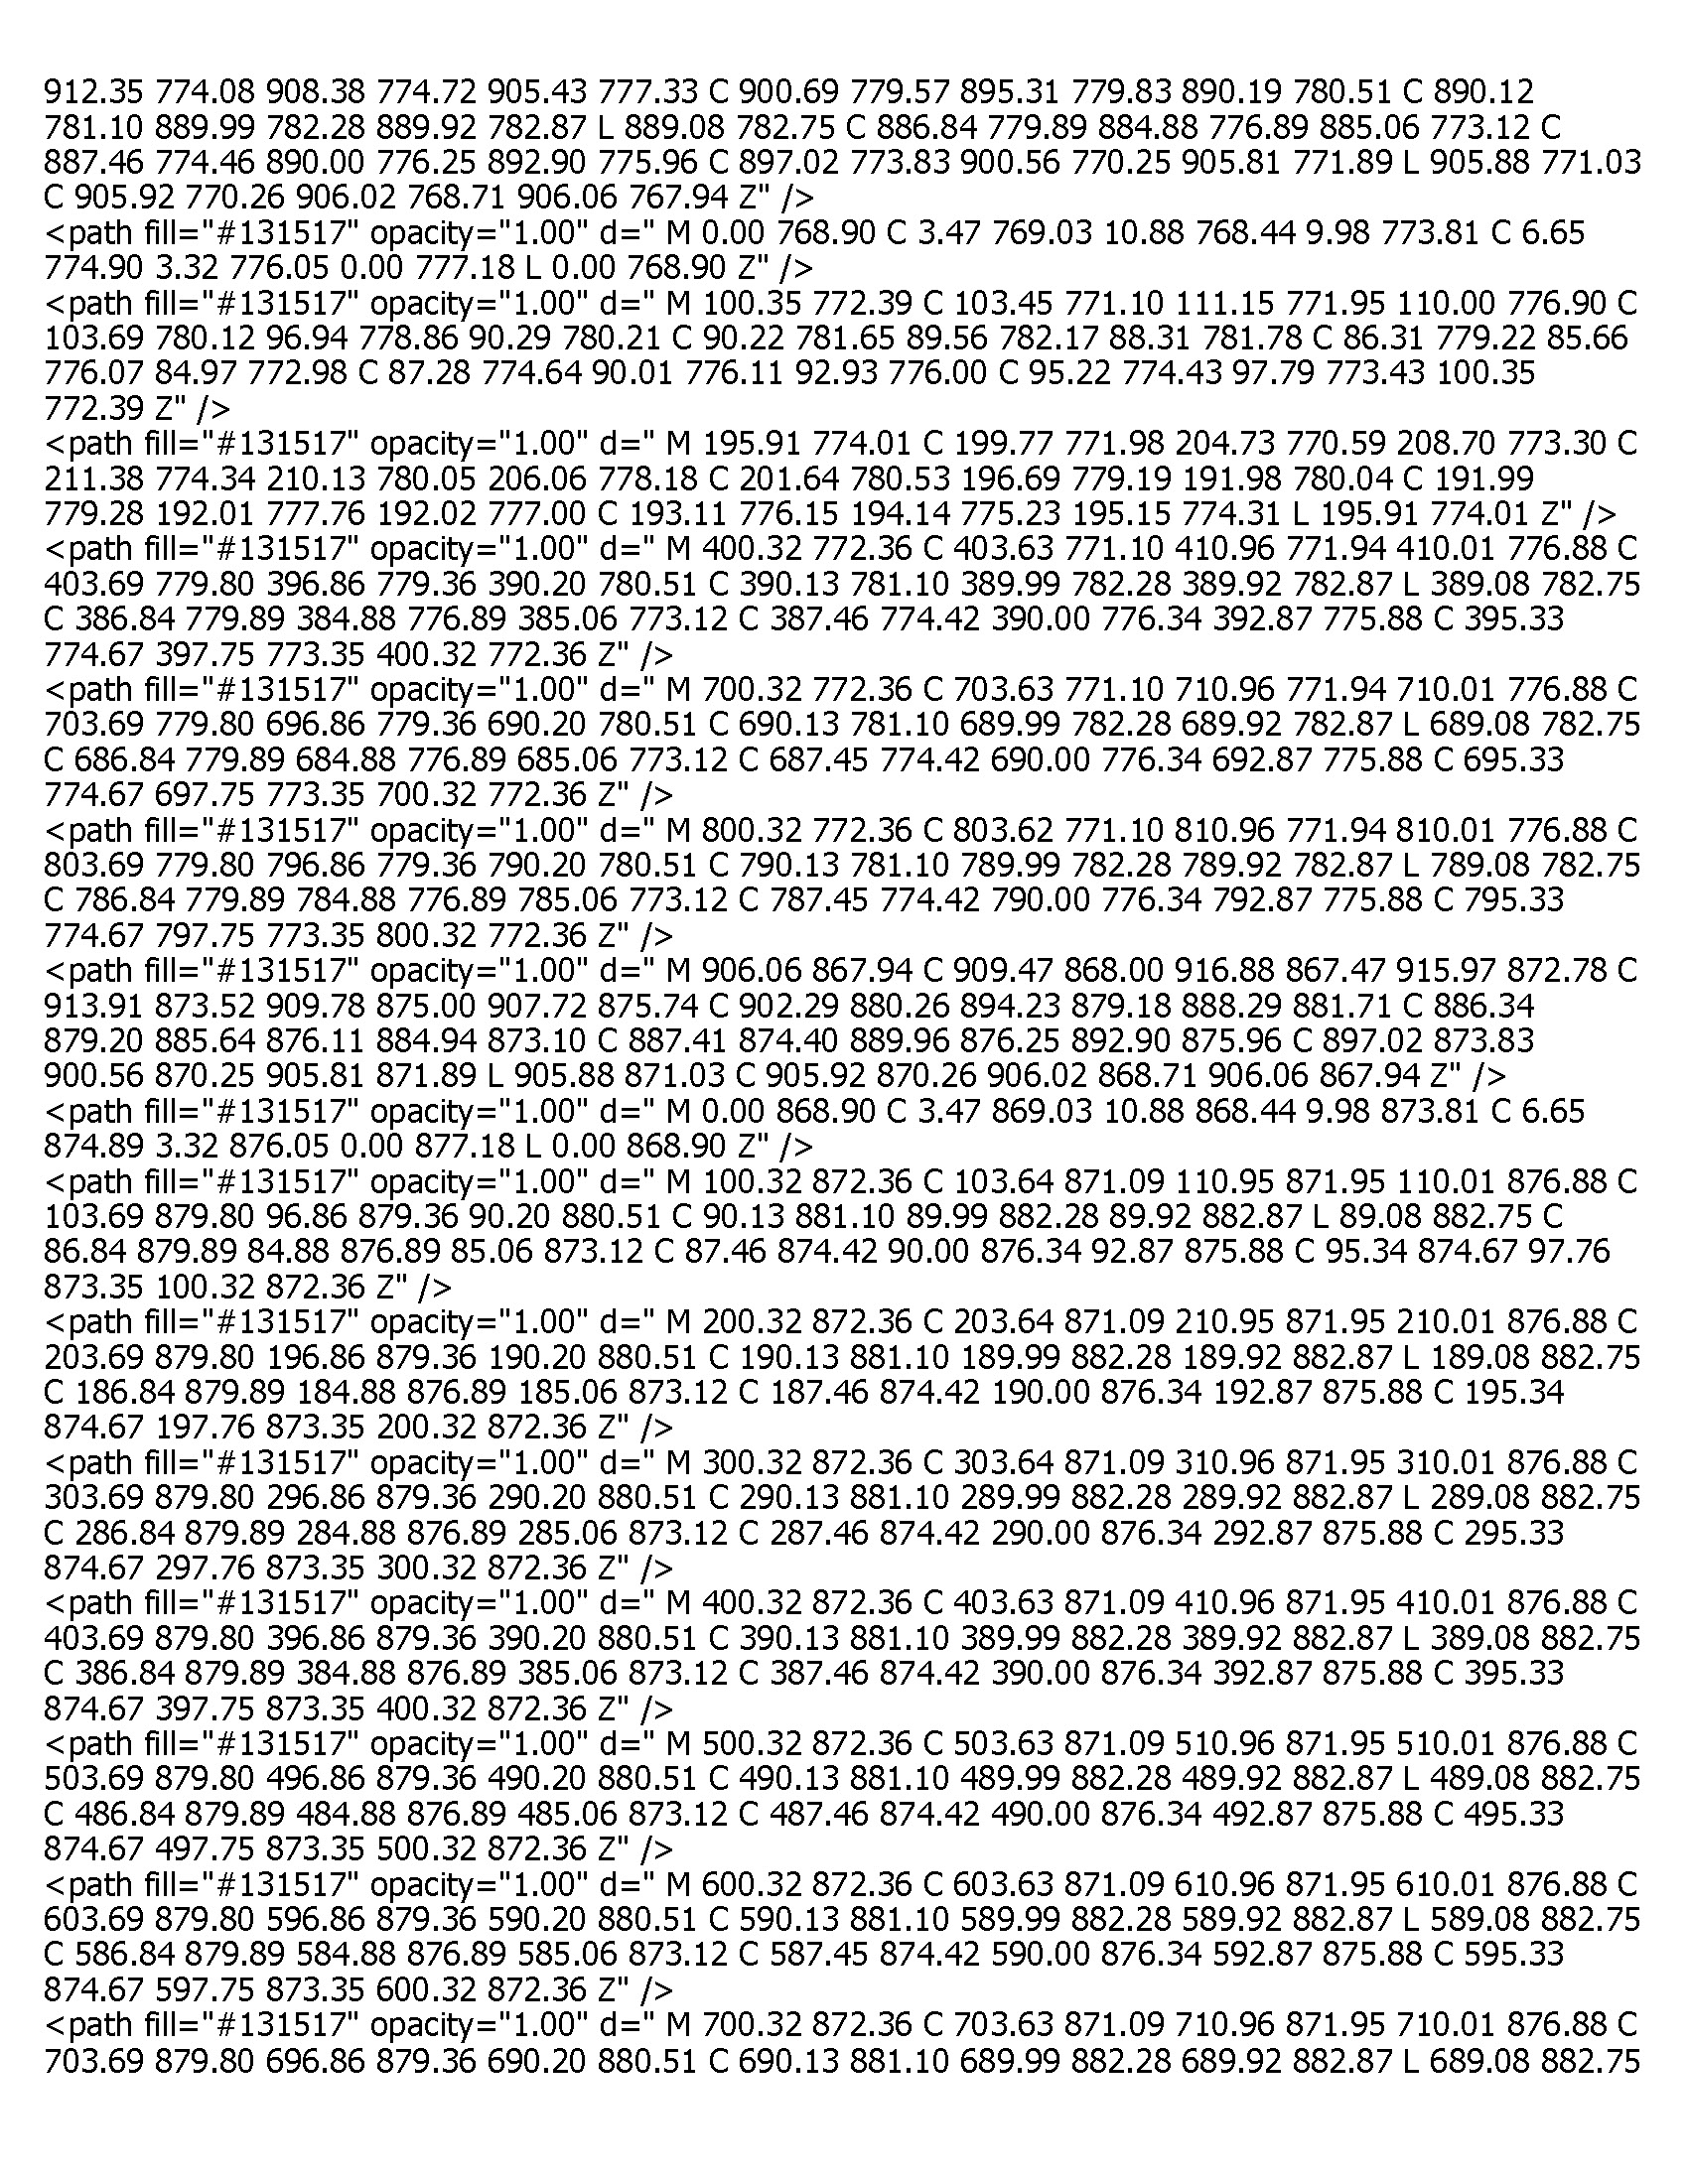 912.35 774.08 908.38 774.72 905.43 777.33 C 900.69 779.57 895.31 779.83 890.19 780.51 C 890.12
781.10 889.99 782.28 889.92 782.87 L 889.08 782.75 C 886.84 779.89 884.88 776.89 885.06 773.12 C
887.46 774.46 890.00 776.25 892.90 775.96 C 897.02 773.83 900.56 770.25 905.81 771.89 L 905.88 771.03
C 905.92 770.26 906.02 768.71 906.06 767.94 Z" />
<path fill="#131517" opacity="1.00" d=" M 0.00 768.90 C 3.47 769.03 10.88 768.44 9.98 773.81 C 6.65
774.90 3.32 776.05 0.00 777.18 L 0.00 768.90 Z" />
<path fill="#131517" opacity="1.00" d=" M 100.35 772.39 C 103.45 771.10 111.15 771.95 110.00 776.90 C
103.69 780.12 96.94 778.86 90.29 780.21 C 90.22 781.65 89.56 782.17 88.31 781.78 C 86.31 779.22 85.66
776.07 84.97 772.98 C 87.28 774.64 90.01 776.11 92.93 776.00 C 95.22 774.43 97.79 773.43 100.35
772.39 Z" />
<path fill="#131517" opacity="1.00" d=" M 195.91 774.01 C 199.77 771.98 204.73 770.59 208.70 773.30 C
211.38 774.34 210.13 780.05 206.06 778.18 C 201.64 780.53 196.69 779.19 191.98 780.04 C 191.99
779.28 192.01 777.76 192.02 777.00 C 193.11 776.15 194.14 775.23 195.15 774.31 L 195.91 774.01 Z" />
<path fill="#131517" opacity="1.00" d=" M 400.32 772.36 C 403.63 771.10 410.96 771.94 410.01 776.88 C
403.69 779.80 396.86 779.36 390.20 780.51 C 390.13 781.10 389.99 782.28 389.92 782.87 L 389.08 782.75
C 386.84 779.89 384.88 776.89 385.06 773.12 C 387.46 774.42 390.00 776.34 392.87 775.88 C 395.33
774.67 397.75 773.35 400.32 772.36 Z" />
<path fill="#131517" opacity="1.00" d=" M 700.32 772.36 C 703.63 771.10 710.96 771.94 710.01 776.88 C
703.69 779.80 696.86 779.36 690.20 780.51 C 690.13 781.10 689.99 782.28 689.92 782.87 L 689.08 782.75
C 686.84 779.89 684.88 776.89 685.06 773.12 C 687.45 774.42 690.00 776.34 692.87 775.88 C 695.33
774.67 697.75 773.35 700.32 772.36 Z" />
<path fill="#131517" opacity="1.00" d=" M 800.32 772.36 C 803.62 771.10 810.96 771.94 810.01 776.88 C
803.69 779.80 796.86 779.36 790.20 780.51 C 790.13 781.10 789.99 782.28 789.92 782.87 L 789.08 782.75
C 786.84 779.89 784.88 776.89 785.06 773.12 C 787.45 774.42 790.00 776.34 792.87 775.88 C 795.33
774.67 797.75 773.35 800.32 772.36 Z" />
<path fill="#131517" opacity="1.00" d=" M 906.06 867.94 C 909.47 868.00 916.88 867.47 915.97 872.78 C
913.91 873.52 909.78 875.00 907.72 875.74 C 902.29 880.26 894.23 879.18 888.29 881.71 C 886.34
879.20 885.64 876.11 884.94 873.10 C 887.41 874.40 889.96 876.25 892.90 875.96 C 897.02 873.83
900.56 870.25 905.81 871.89 L 905.88 871.03 C 905.92 870.26 906.02 868.71 906.06 867.94 Z" />
<path fill="#131517" opacity="1.00" d=" M 0.00 868.90 C 3.47 869.03 10.88 868.44 9.98 873.81 C 6.65
874.89 3.32 876.05 0.00 877.18 L 0.00 868.90 Z" />
<path fill="#131517" opacity="1.00" d=" M 100.32 872.36 C 103.64 871.09 110.95 871.95 110.01 876.88 C
103.69 879.80 96.86 879.36 90.20 880.51 C 90.13 881.10 89.99 882.28 89.92 882.87 L 89.08 882.75 C
86.84 879.89 84.88 876.89 85.06 873.12 C 87.46 874.42 90.00 876.34 92.87 875.88 C 95.34 874.67 97.76
873.35 100.32 872.36 Z" />
<path fill="#131517" opacity="1.00" d=" M 200.32 872.36 C 203.64 871.09 210.95 871.95 210.01 876.88 C
203.69 879.80 196.86 879.36 190.20 880.51 C 190.13 881.10 189.99 882.28 189.92 882.87 L 189.08 882.75
C 186.84 879.89 184.88 876.89 185.06 873.12 C 187.46 874.42 190.00 876.34 192.87 875.88 C 195.34
874.67 197.76 873.35 200.32 872.36 Z" />
<path fill="#131517" opacity="1.00" d=" M 300.32 872.36 C 303.64 871.09 310.96 871.95 310.01 876.88 C
303.69 879.80 296.86 879.36 290.20 880.51 C 290.13 881.10 289.99 882.28 289.92 882.87 L 289.08 882.75
C 286.84 879.89 284.88 876.89 285.06 873.12 C 287.46 874.42 290.00 876.34 292.87 875.88 C 295.33
874.67 297.76 873.35 300.32 872.36 Z" />
<path fill="#131517" opacity="1.00" d=" M 400.32 872.36 C 403.63 871.09 410.96 871.95 410.01 876.88 C
403.69 879.80 396.86 879.36 390.20 880.51 C 390.13 881.10 389.99 882.28 389.92 882.87 L 389.08 882.75
C 386.84 879.89 384.88 876.89 385.06 873.12 C 387.46 874.42 390.00 876.34 392.87 875.88 C 395.33
874.67 397.75 873.35 400.32 872.36 Z" />
<path fill="#131517" opacity="1.00" d=" M 500.32 872.36 C 503.63 871.09 510.96 871.95 510.01 876.88 C
503.69 879.80 496.86 879.36 490.20 880.51 C 490.13 881.10 489.99 882.28 489.92 882.87 L 489.08 882.75
C 486.84 879.89 484.88 876.89 485.06 873.12 C 487.46 874.42 490.00 876.34 492.87 875.88 C 495.33
874.67 497.75 873.35 500.32 872.36 Z" />
<path fill="#131517" opacity="1.00" d=" M 600.32 872.36 C 603.63 871.09 610.96 871.95 610.01 876.88 C
603.69 879.80 596.86 879.36 590.20 880.51 C 590.13 881.10 589.99 882.28 589.92 882.87 L 589.08 882.75
C 586.84 879.89 584.88 876.89 585.06 873.12 C 587.45 874.42 590.00 876.34 592.87 875.88 C 595.33
874.67 597.75 873.35 600.32 872.36 Z" />
<path fill="#131517" opacity="1.00" d=" M 700.32 872.36 C 703.63 871.09 710.96 871.95 710.01 876.88 C
703.69 879.80 696.86 879.36 690.20 880.51 C 690.13 881.10 689.99 882.28 689.92 882.87 L 689.08 882.75